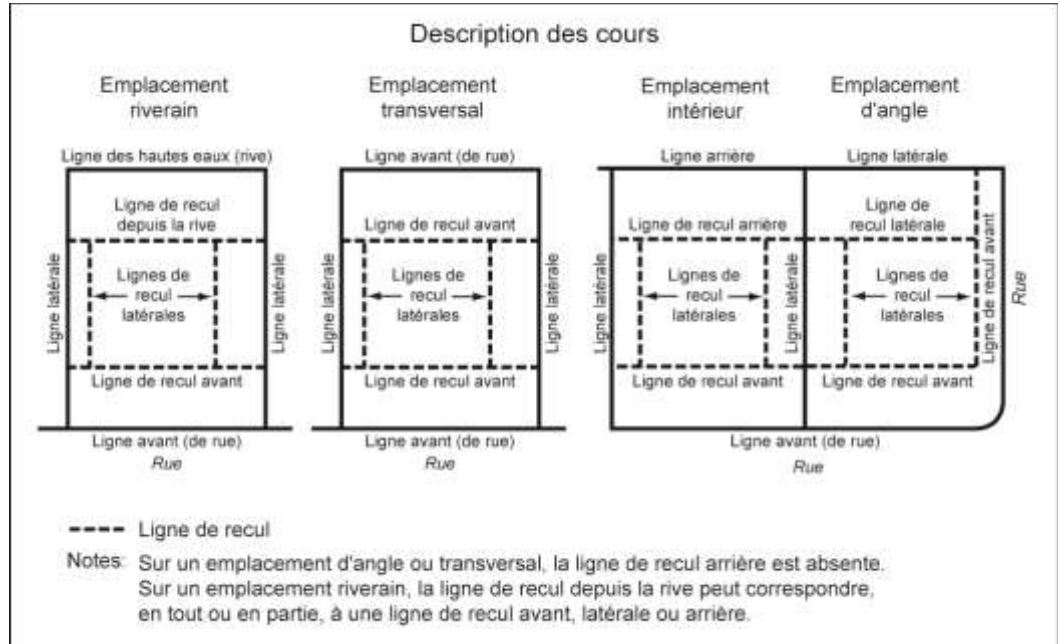 Description des cours
Emplacement
riverain
Ligne des hautes eaux (rive)
Ligne de recul
depuis la rive
Ligne latérale
Lignes de
recul
latérales
Ligne latérale
Ligne de recul avant
Ligne avant (de rue)
Rue
Emplacement
transversal
Ligne avant (de rue)
Ligne de recul avant
Ligne latérale
Lignes de
recul
latérales
Ligne latérale
Ligne de recul avant
Ligne avant (de rue)
Rue
Emplacement
intérieur
Ligne arrière
Ligne de recul arrière
Ligne latérale
Lignes de
recul
latérales
Ligne latérale
Ligne de recul avant
Emplacement
d'angle
Ligne latérale
Ligne de
recul latérale
Lignes de
recul
latérales
Ligne de recul avant
Rue
Ligne de recul avant
Ligne avant (de rue)
Rue
Ligne de recul
Notes: Sur un emplacement d'angle ou transversal, la ligne de recul arrière est absente.
Sur un emplacement riverain, la ligne de recul depuis la rive peut correspondre,
en tout ou en partie, à une ligne de recul avant, latérale ou arrière.